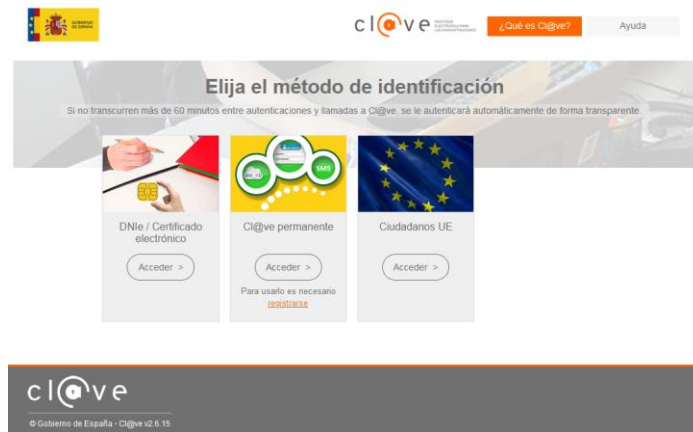 GOBIERNO
DE ESPAÑA
cl@ve
¿Qué es Cl@ve?
Ayuda
Elija el método de identificación
Si no transcurren más de 60 minutos entre autenticaciones y llamadas a Cl@ve, se le autenticará automáticamente de forma transparente.
SMS
DNIe / Certificado
electrónico
Acceder >
Cl@ve permanente
Acceder >
Para usarlo es necesario
registrarse
Ciudadanos UE
Acceder >
cl@ve
© Gobierno de España - Cl@ve v2.6.15